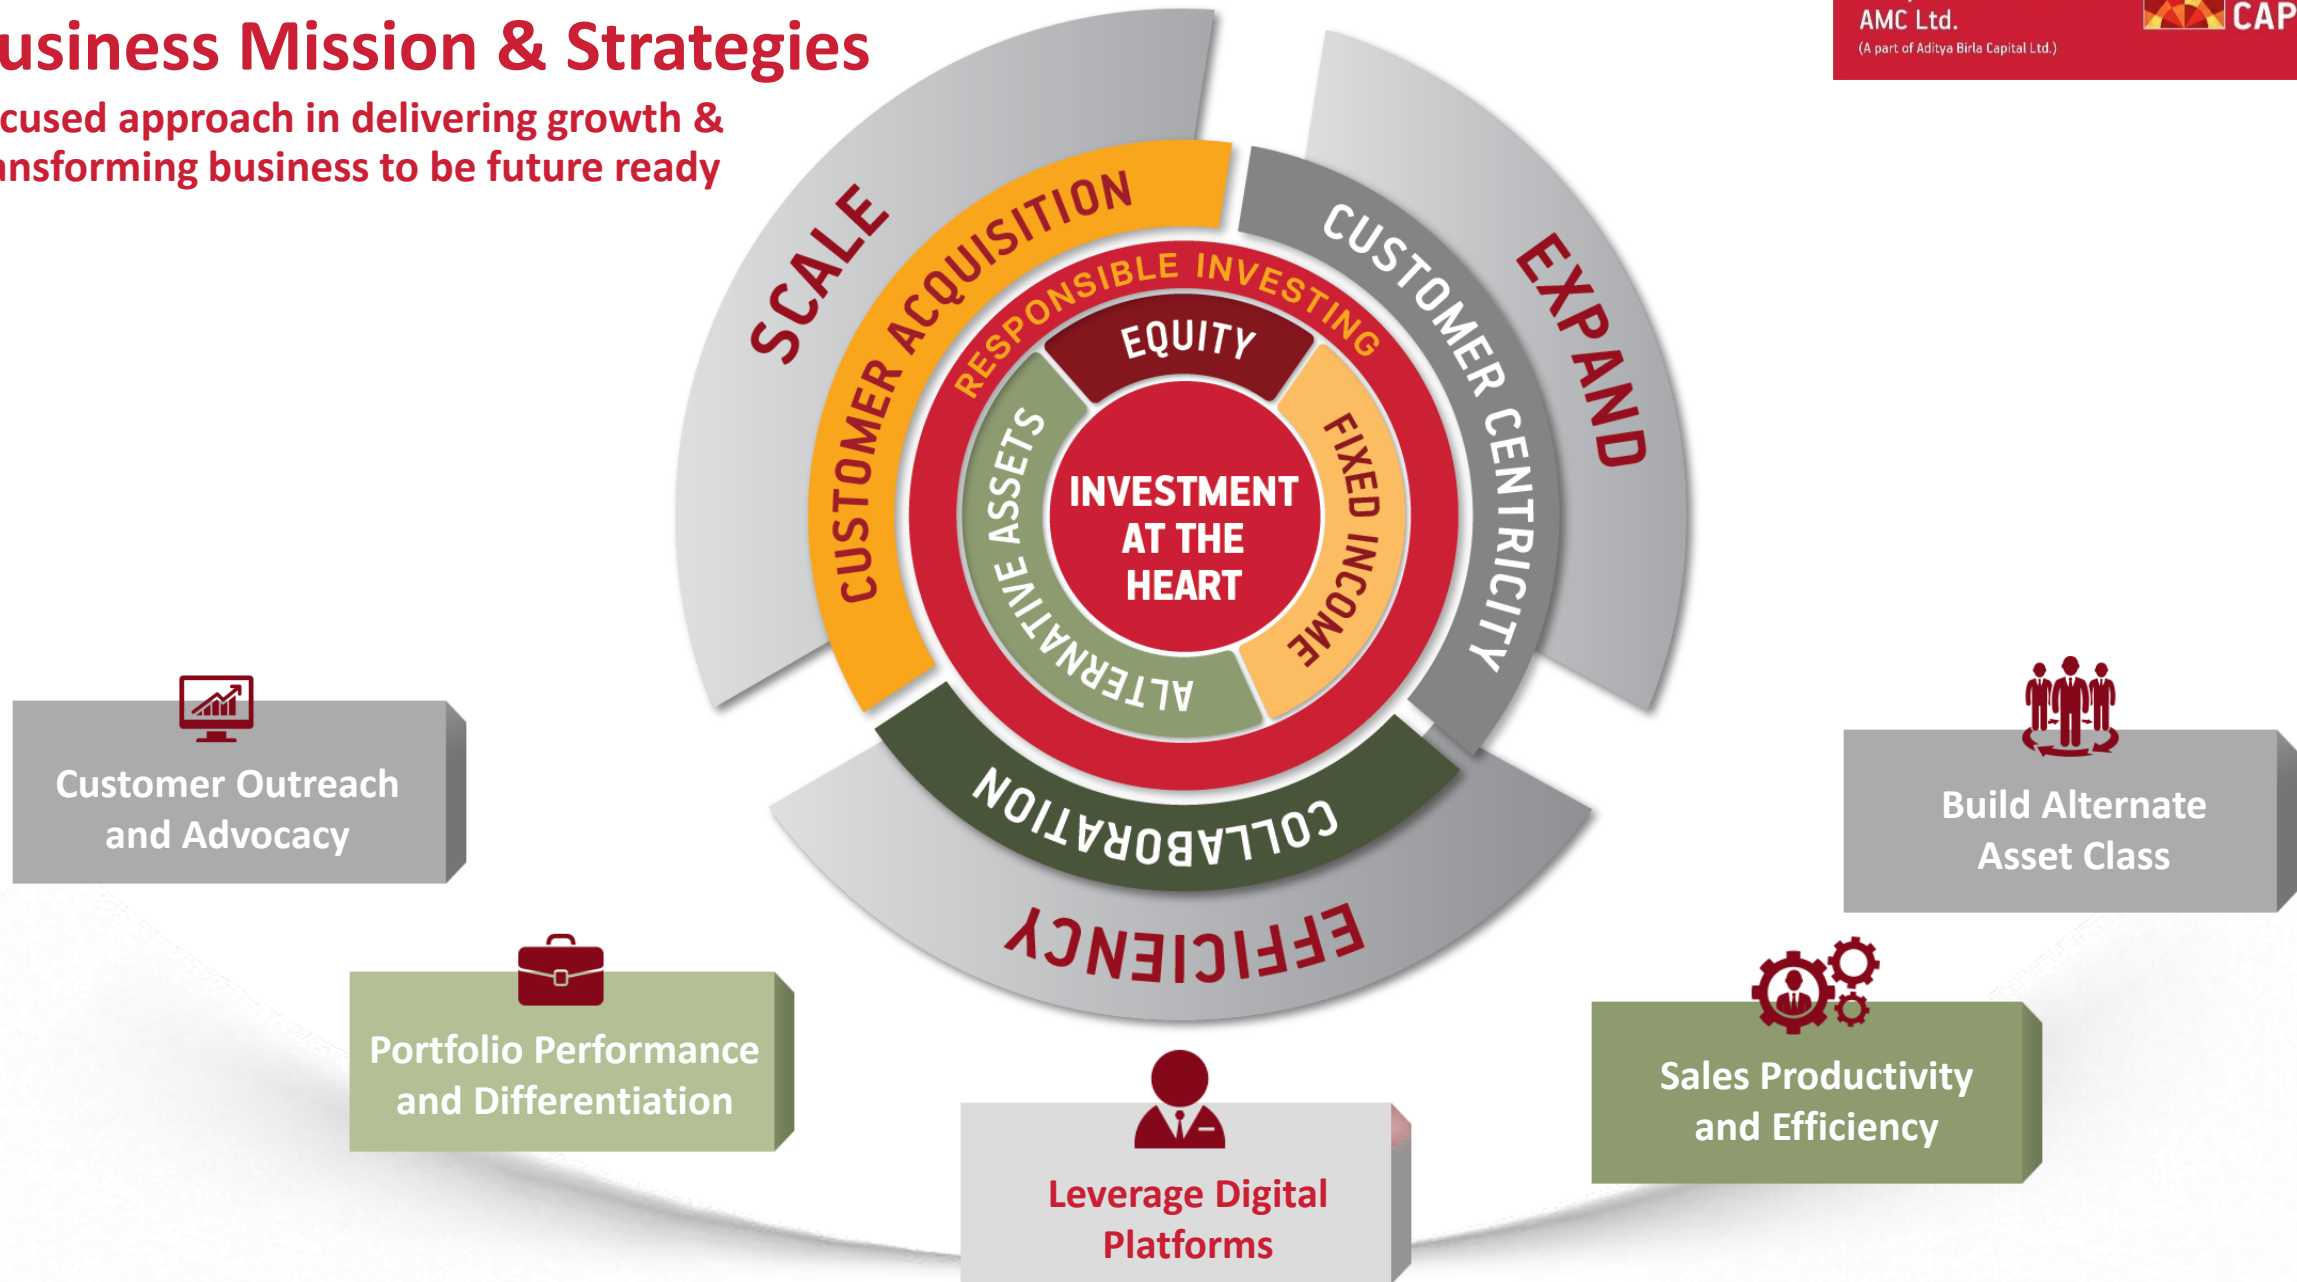 usiness Mission & Strategies
cused approach in delivering growth &
ansforming business to be future ready
AMC Ltd.
(A part of Aditya Birla Capital Ltd.)
CAP
SCALE
EXPAND
EFFICIENCY
CUSTOMER ACQUISITION
CUSTOMER CENTRICITY
COLLABORATION
RESPONSIBLE INVESTING
EQUITY
FIXED INCOME
ALTERNATIVE ASSETS
INVESTMENT
AT THE
HEART
Customer Outreach
and Advocacy
Portfolio Performance
and Differentiation
Leverage Digital
Platforms
Sales Productivity
and Efficiency
Build Alternate
Asset Class